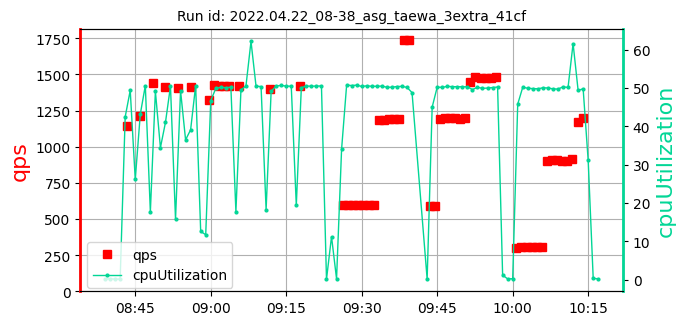 Run id: 2022.04.22_08-38_asg_taewa_3extra_41cf
1750
1500
1250
1000
750
500
250
0
qps
60
50
40
30
20
10
0
cpuUtilization
qps
cpuUtilization
08:45 09:00 09:15 09:30 09:45 10:00 10:15